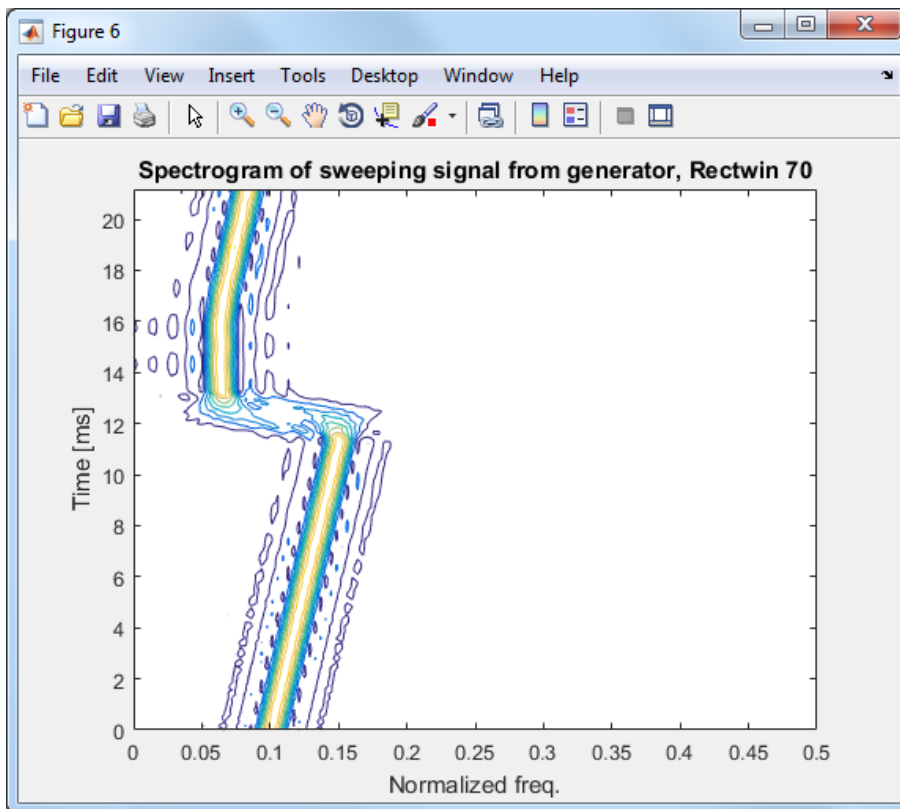 Figure 6
File Edit View Insert Tools Desktop Window Help
Spectrogram of sweeping signal from generator, Rectwin 70
20
18
16
14
12
10
8
6
4
2
0
Time [ms]
0 0.05 0.1 0.15 0.2 0.25 0.3 0.35 0.4 0.45 0.5
Normalized freq.